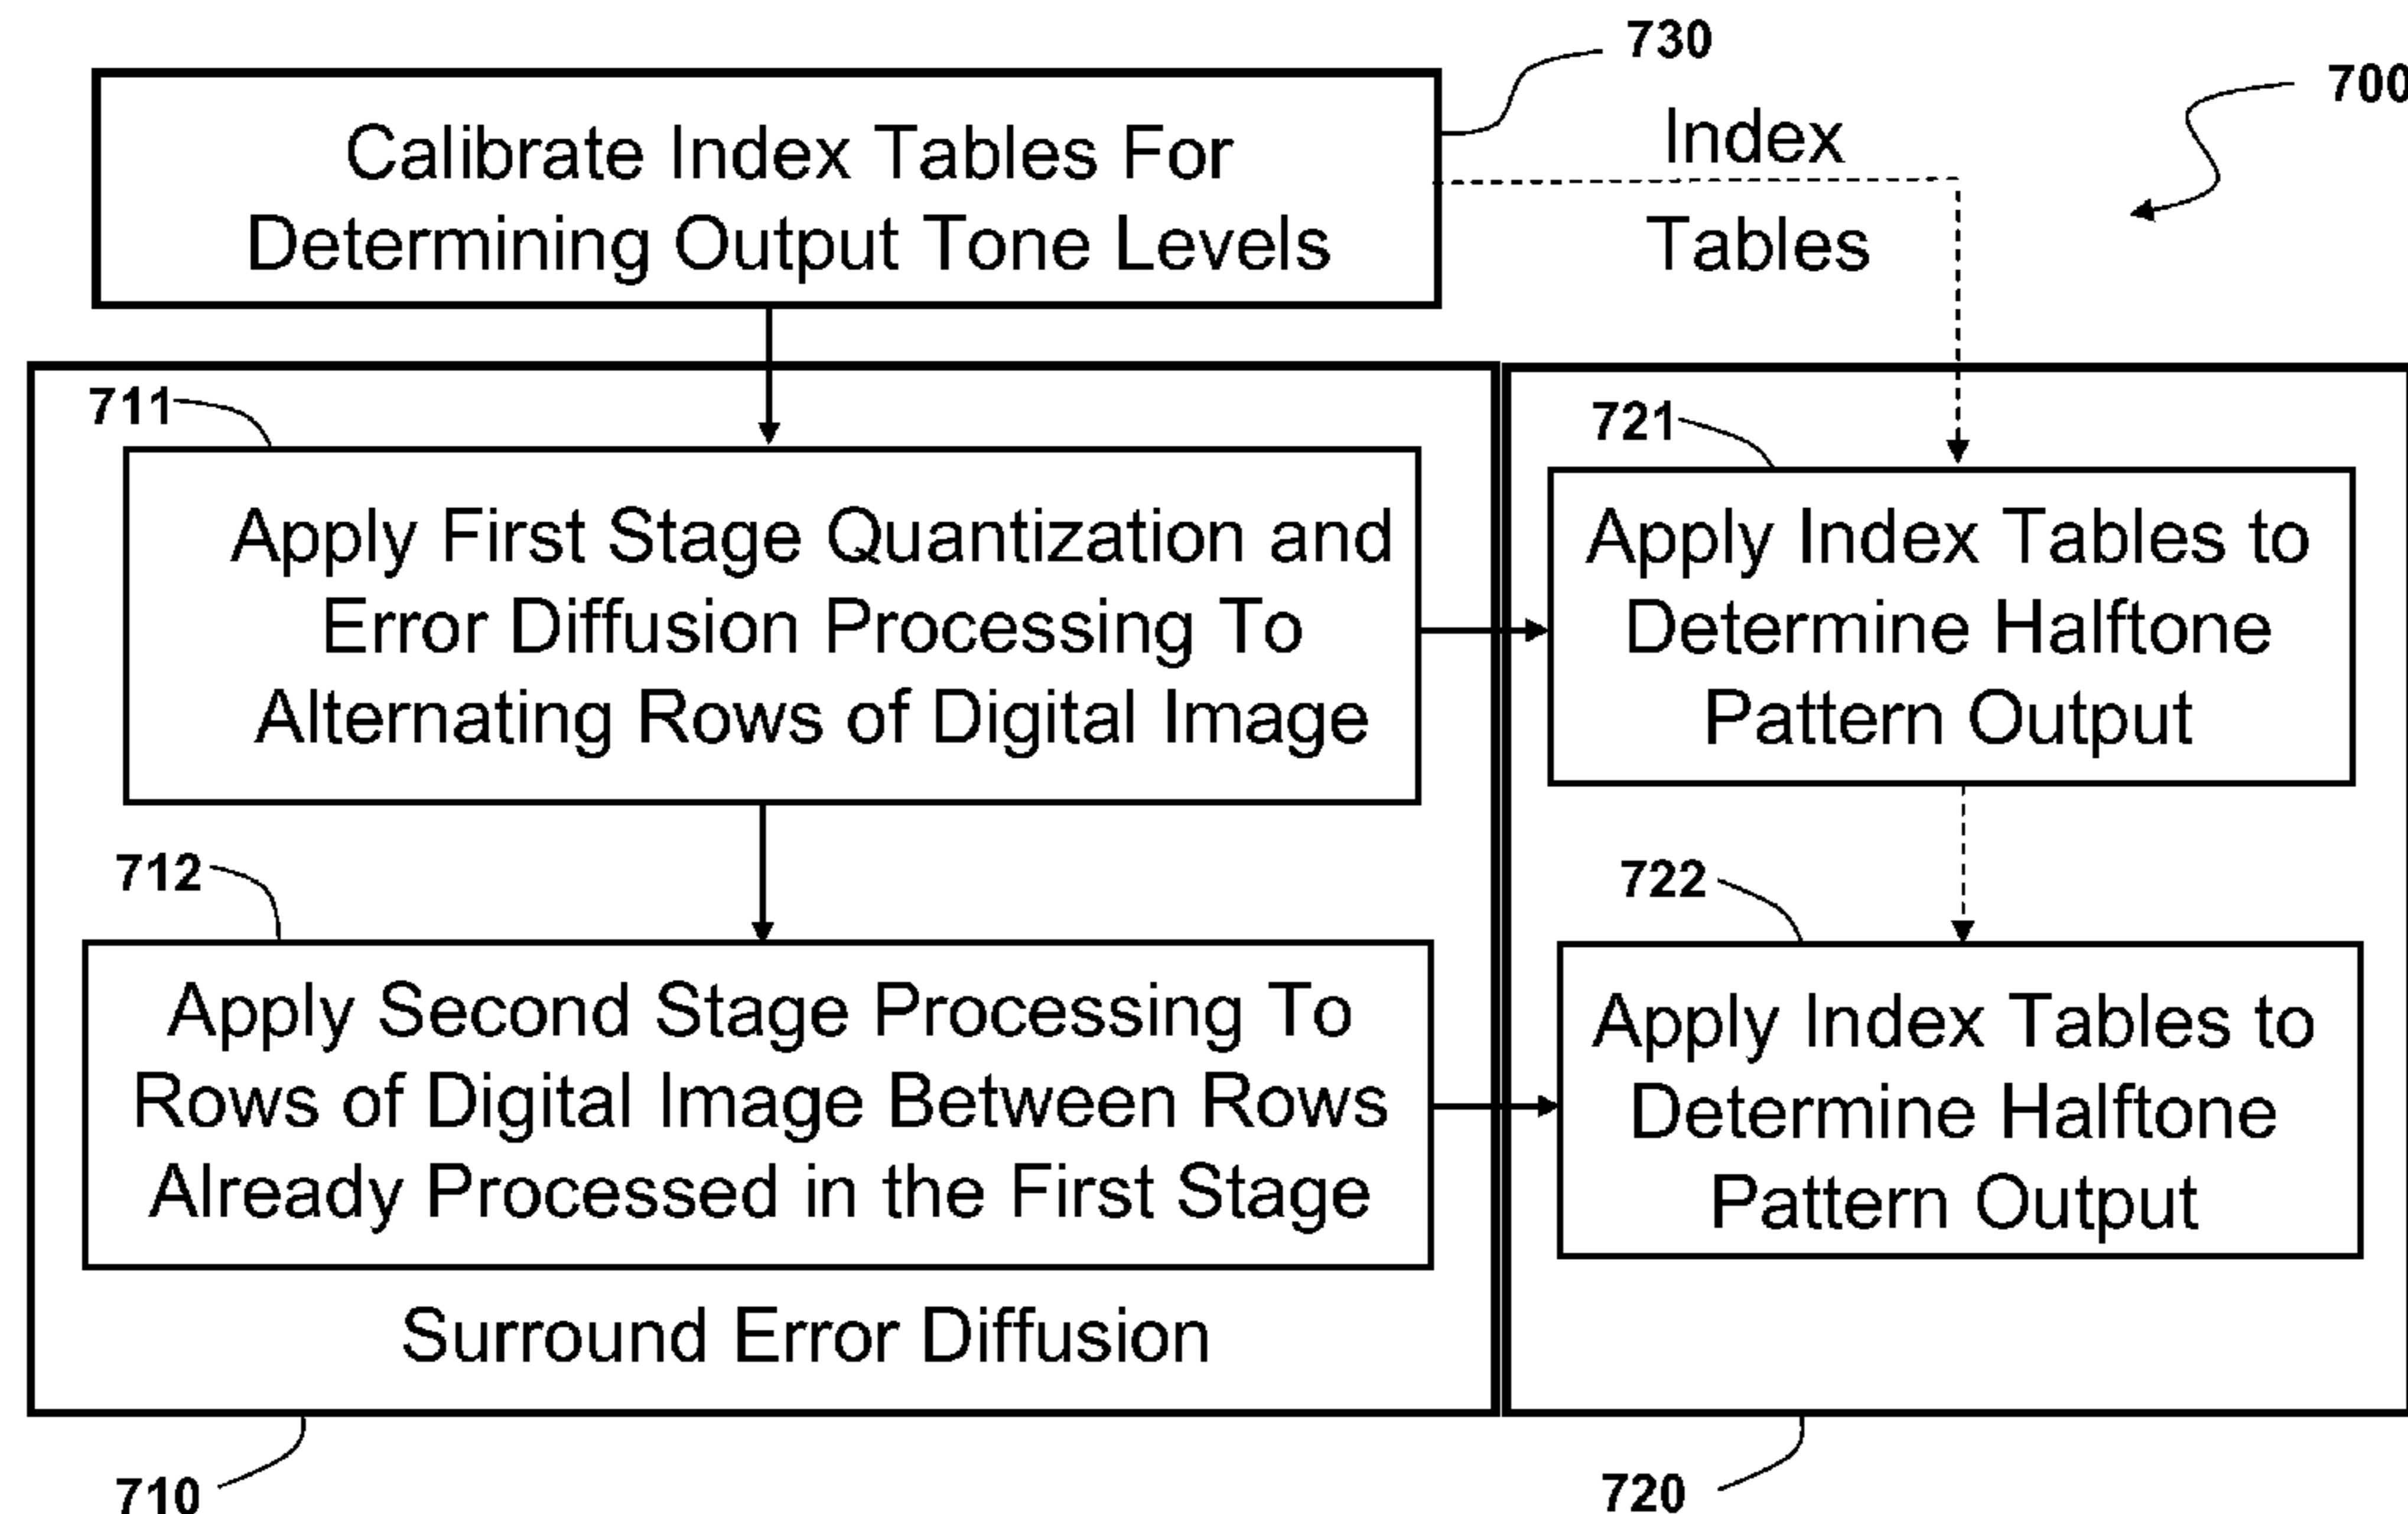 730
700
Calibrate Index Tables For
Determining Output Tone Levels
Index
Tables
711
Apply First Stage Quantization and
Error Diffusion Processing To
Alternating Rows of Digital Image
721
Apply Index Tables to
Determine Halftone
Pattern Output
712
Apply Second Stage Processing To
Rows of Digital Image Between Rows
Already Processed in the First Stage
722
Apply Index Tables to
Determine Halftone
Pattern Output
Surround Error Diffusion
710
720